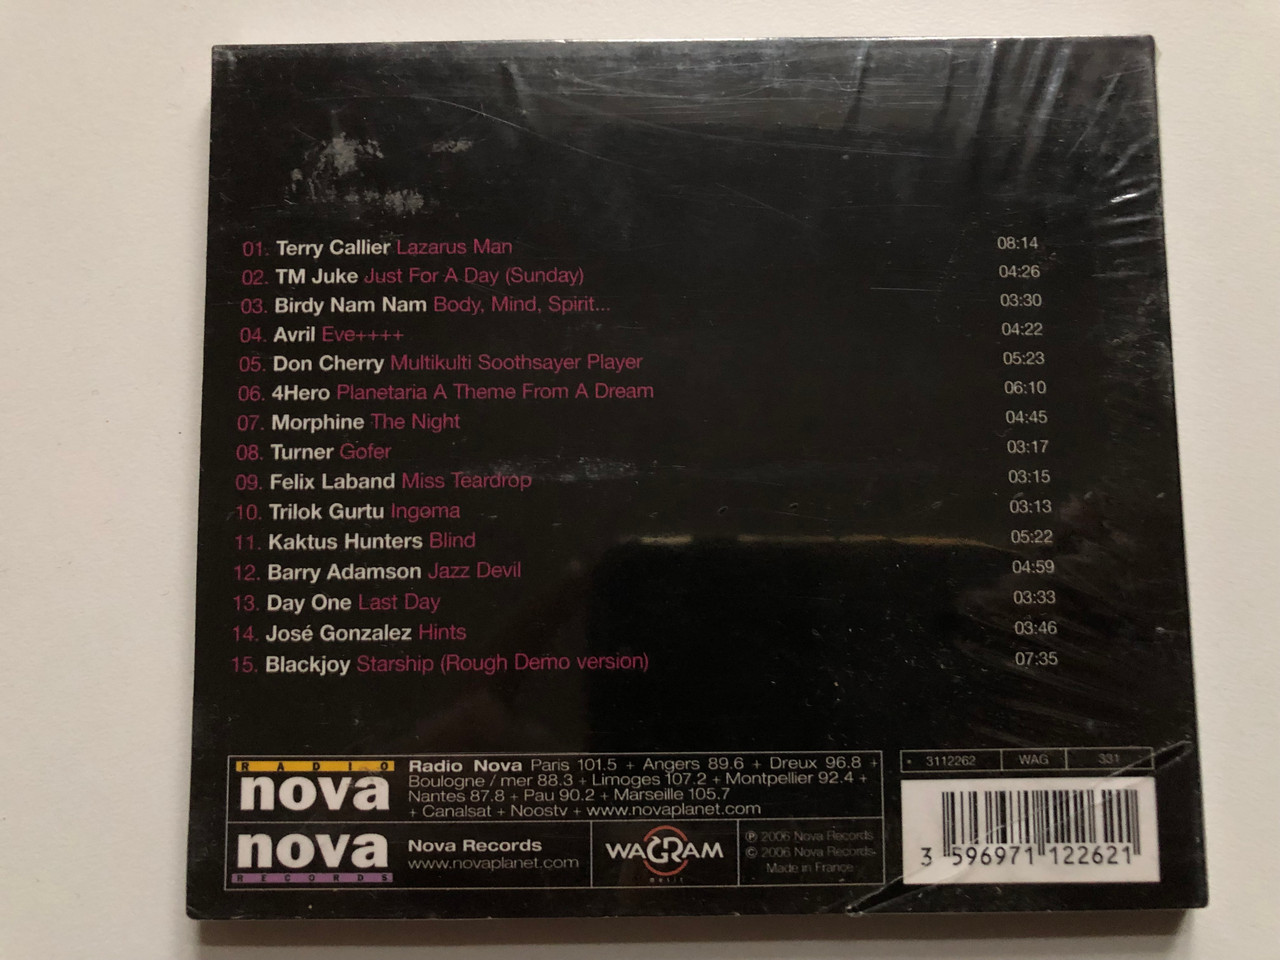 01. Terry Callier Lazarus Man 08:14
02. TM Juke Just For A Day (Sunday) 04:26
03. Birdy Nam Nam Body, Mind, Spirit... 03:30
04. Avril Eve++++ 04:22
05. Don Cherry Multikulti Soothsayer Player 05:23
06. 4Hero Planetaria A Theme From A Dream 06:10
07. Morphine The Night 04:45
08. Turner Gofer 03:17
09. Felix Laband Miss Teardrop 03:15
10. Trilok Gurtu Ingoma 03:13
11. Kaktus Hunters Blind 05:22
12. Barry Adamson Jazz Devil 04:59
13. Day One Last Day 03:33
14. José Gonzalez Hints 03:46
15. Blackjoy Starship (Rough Demo version) 07:35
RADIO
nova
Radio Nova Paris 101.5 + Angers 89.6 + Dreux 96.8 +
Boulogne / mer 88.3 + Limoges 107.2 + Montpellier 92.4 +
Nantes 87.8 + Pau 90.2 + Marseille 105.7
+ Canalsat + Noostv + www.novaplanet.com
nova
RECORDS
Nova Records
www.novaplanet.com
WAGRAM
music
℗ 2006 Nova Records
© 2006 Nova Records
Made in France
3112262 WAG 331
3 596971 122621